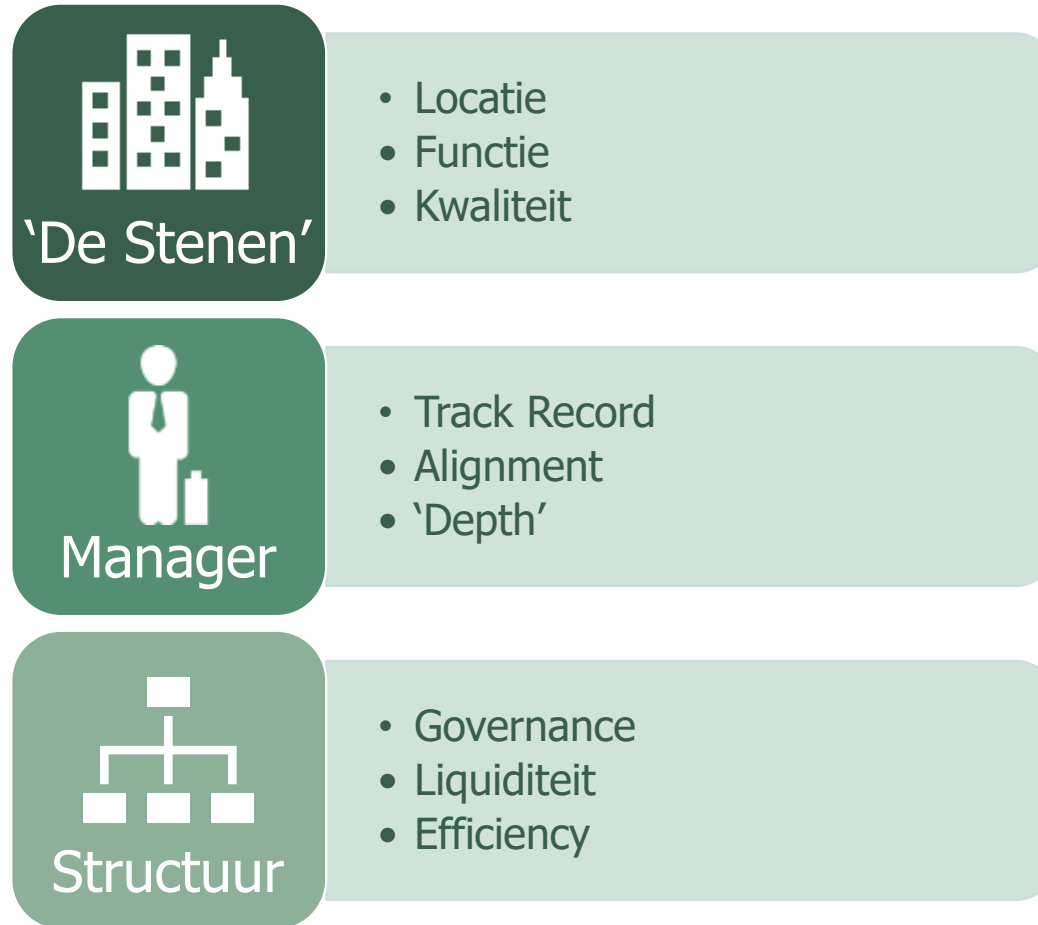 ‘De Stenen’
• Locatie
• Functie
• Kwaliteit
Manager
• Track Record
• Alignment
• ‘Depth’
Structuur
• Governance
• Liquiditeit
• Efficiency